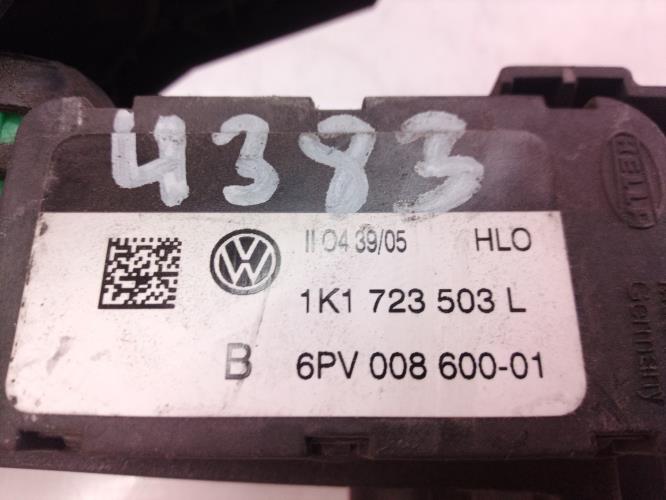 4383
HELLA
II 04 39/05 HLO
1K1 723 503 L
B 6PV 008 600-01
Germany